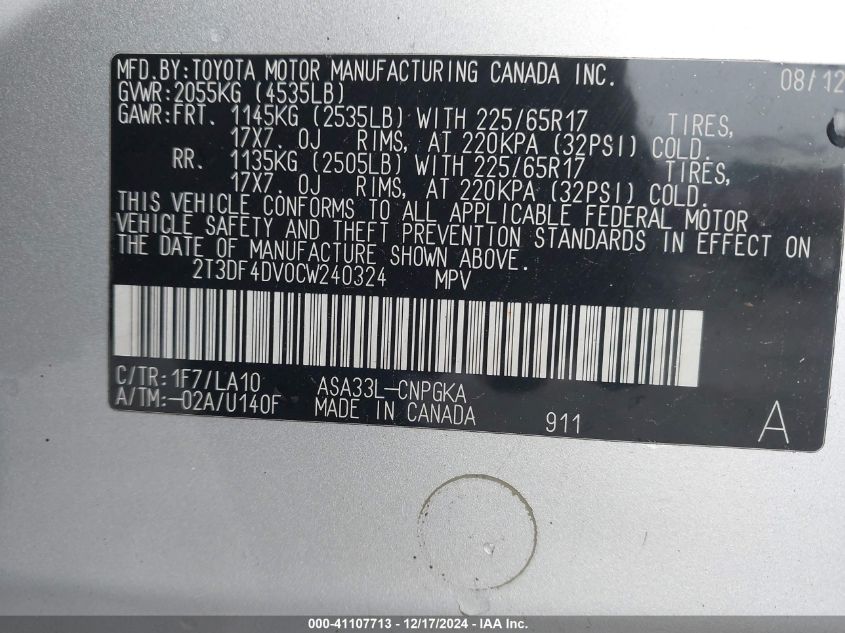 MFD.BY:TOYOTA MOTOR MANUFACTURING CANADA INC. 08/12
GVWR:2055KG (4535LB)
GAWR:FRT. 1145KG (2535LB) WITH 225/65R17 TIRES,
17X7. 0J RIMS, AT 220KPA (32PSI) COLD.
RR. 1135KG (2505LB) WITH 225/65R17 TIRES,
17X7. 0J RIMS, AT 220KPA (32PSI) COLD.
THIS VEHICLE CONFORMS TO ALL APPLICABLE FEDERAL MOTOR
VEHICLE SAFETY AND THEFT PREVENTION STANDARDS IN EFFECT ON
THE DATE OF MANUFACTURE SHOWN ABOVE.
2T3DF4DV0CW240324 MPV
C/TR:1F7/LA10 ASA33L-CNPGKA
A/TM:-02A/U140F MADE IN CANADA 911 A
000-41107713 - 12/17/2024 - IAA Inc.